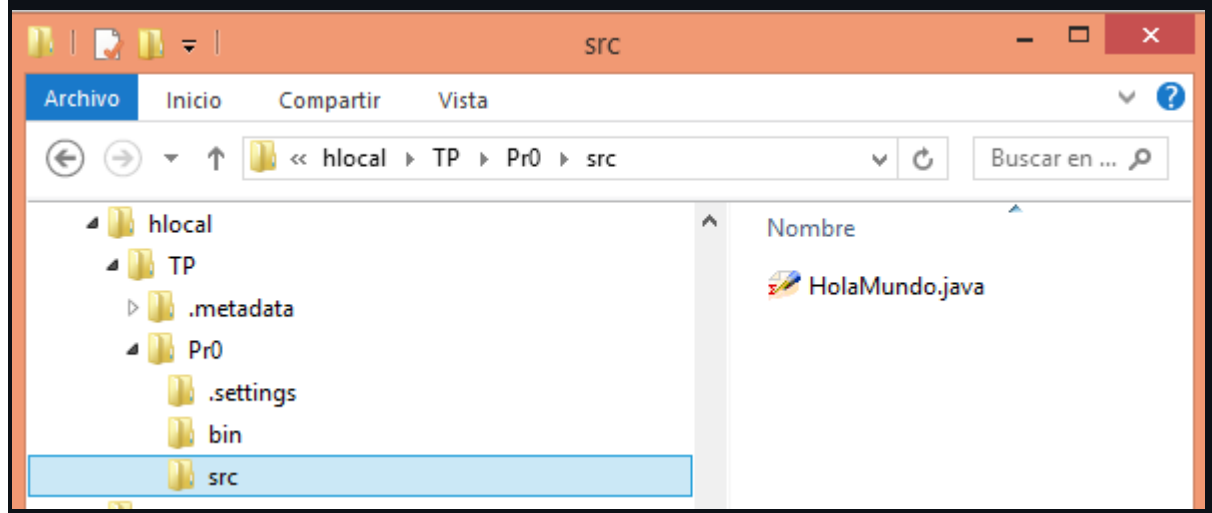 src
Archivo Inicio Compartir Vista
« hlocal TP Pr0 src Buscar en ...
hlocal
TP
.metadata
Pr0
.settings
bin
src
Nombre
HolaMundo.java